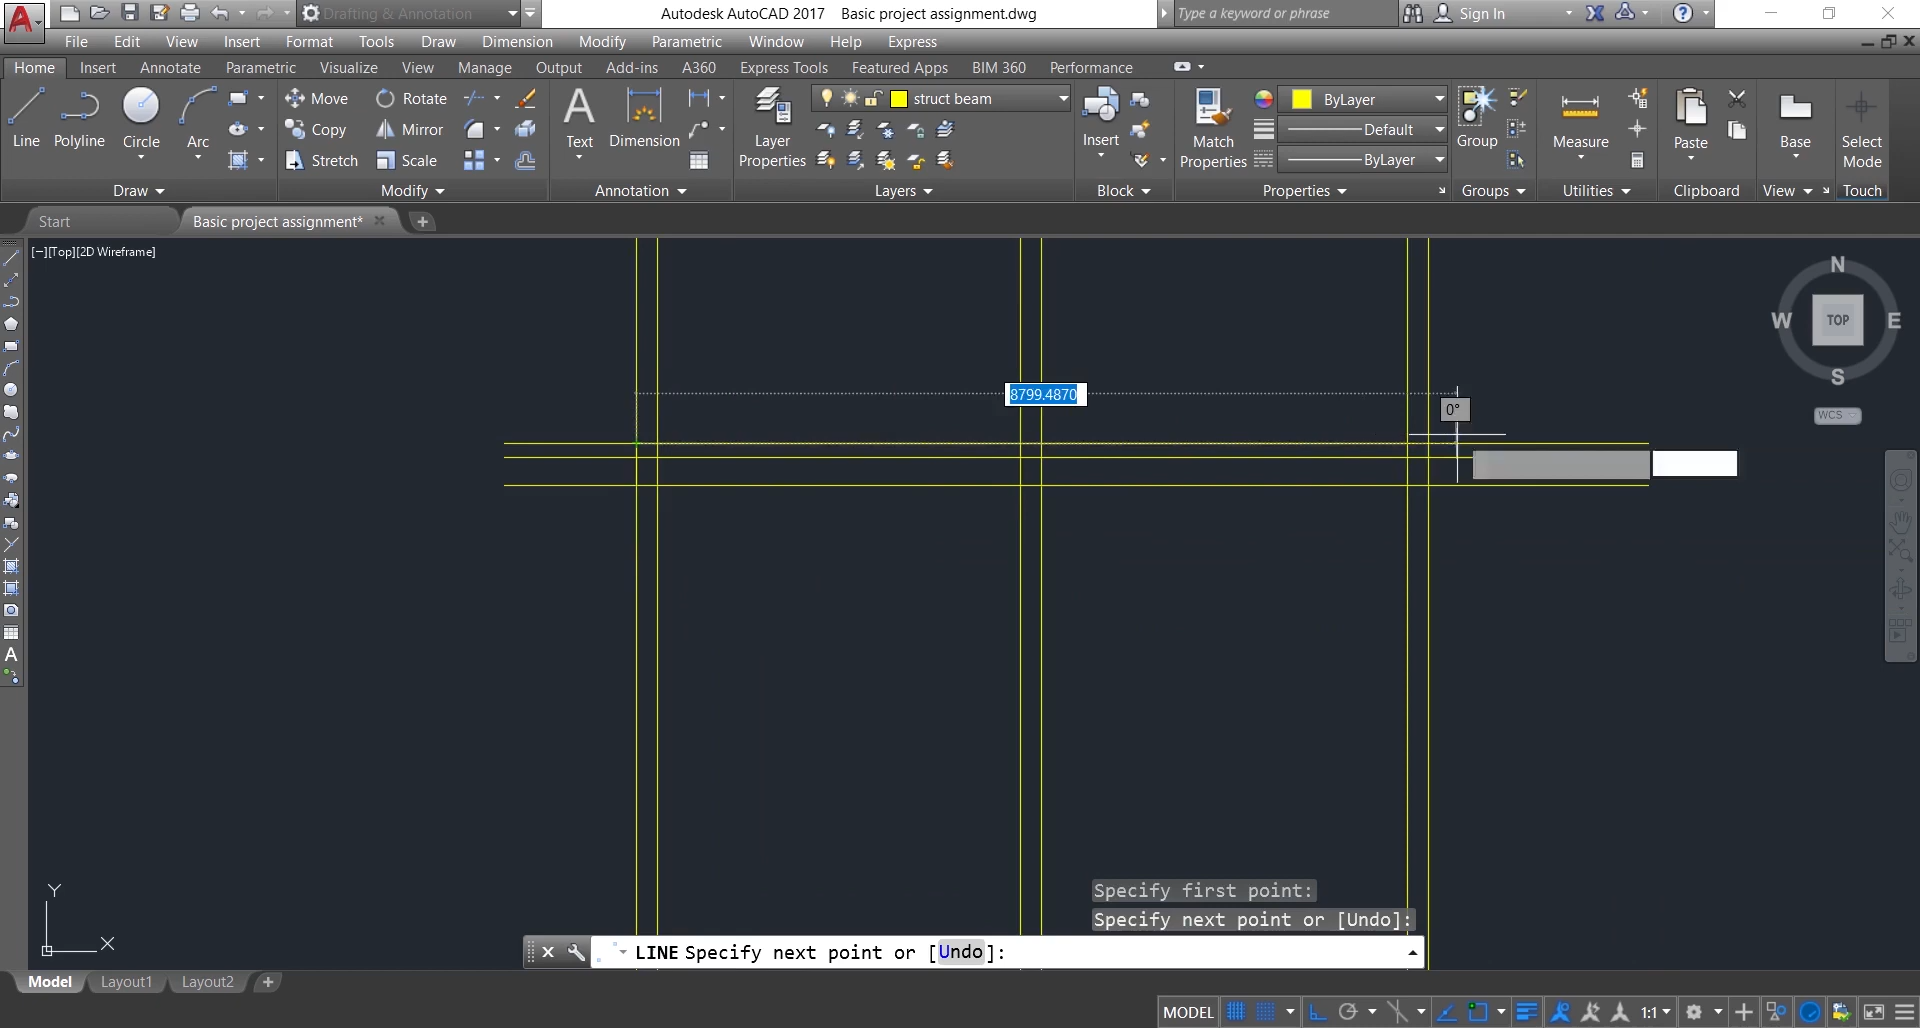 Drafting & Annotation
Autodesk AutoCAD 2017 Basic project assignment.dwg
Type a keyword or phrase
Sign In
File Edit View Insert Format Tools Draw Dimension Modify Parametric Window Help Express
Home Insert Annotate Parametric Visualize View Manage Output Add-ins A360 Express Tools Featured Apps BIM 360 Performance
Line
Polyline
Circle
Arc
Draw
Move
Rotate
Copy
Mirror
Stretch
Scale
Modify
Text
Dimension
Annotation
Layer
Properties
struct beam
Layers
Insert
Block
Match
Properties
ByLayer
Default
ByLayer
Properties
Group
Groups
Measure
Utilities
Paste
Clipboard
Base
View
Select
Mode
Touch
Start
Basic project assignment*
[−][Top][2D Wireframe]
N
W
TOP
E
S
WCS
8799.4870
0°
Y
X
Specify first point:
Specify next point or [Undo]:
LINE Specify next point or [Undo]:
Model Layout1 Layout2
MODEL
1:1